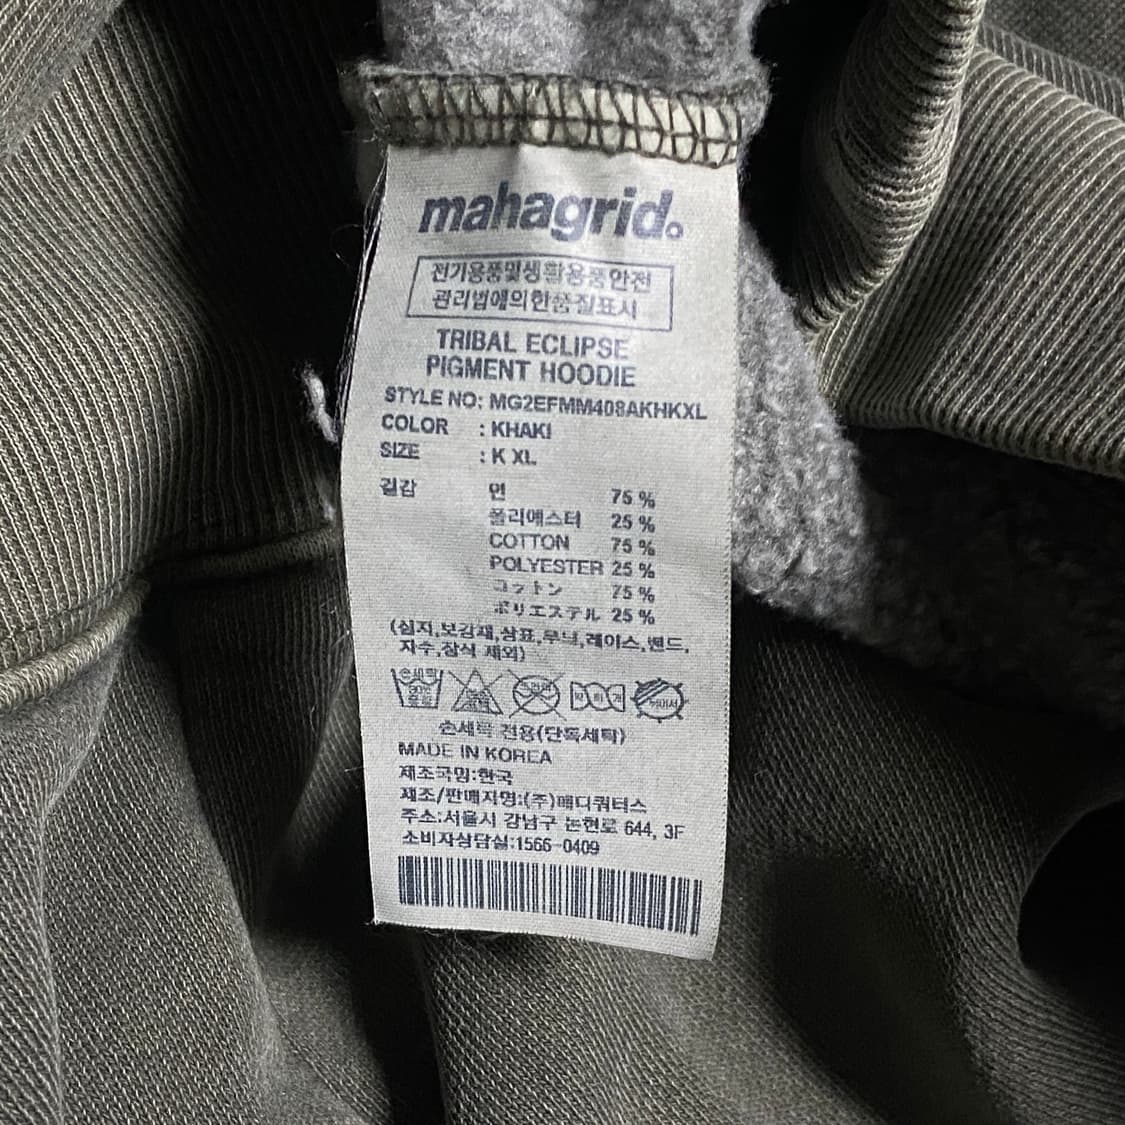 mahagrid.
전기용품및생활용품안전
관리법에의한품질표시
TRIBAL ECLIPSE
PIGMENT HOODIE
STYLE NO: MG2EFMM408AKHKXL
COLOR : KHAKI
SIZE : K XL
길감 면 75 %
폴리에스터 25 %
COTTON 75 %
POLYESTER 25 %
コットン 75 %
ポリエステル 25 %
(심지,보강재,상표,무늬,레이스,밴드,
자수,장식 제외)
손세탁 전용(단독세탁)
MADE IN KOREA
제조국명:한국
제조/판매자명:(주)메디쿼터스
주소:서울시 강남구 논현로 644, 3F
소비자상담실:1566-0409